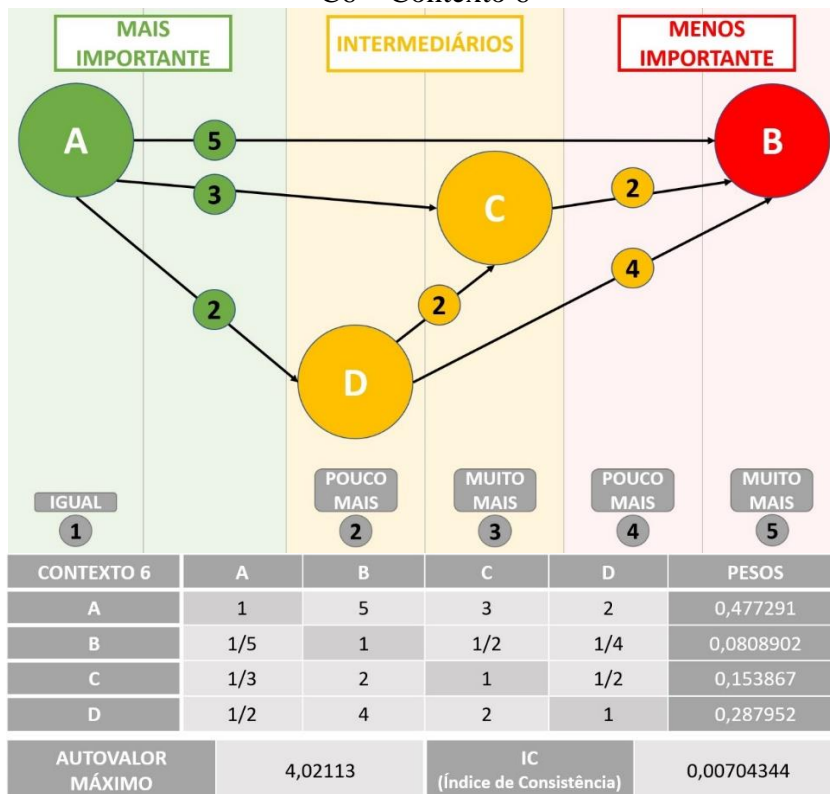 C6 – Contexto 6
MAIS
IMPORTANTE
INTERMEDIÁRIOS
MENOS
IMPORTANTE
A
5
B
3
C
2
2
4
2
D
IGUAL
1
POUCO
MAIS
2
MUITO
MAIS
3
POUCO
MAIS
4
MUITO
MAIS
5
CONTEXTO 6 A B C D PESOS
A 1 5 3 2 0,477291
B 1/5 1 1/2 1/4 0,0808902
C 1/3 2 1 1/2 0,153867
D 1/2 4 2 1 0,287952
AUTOVALOR
MÁXIMO
4,02113
IC
(Índice de Consistência)
0,00704344